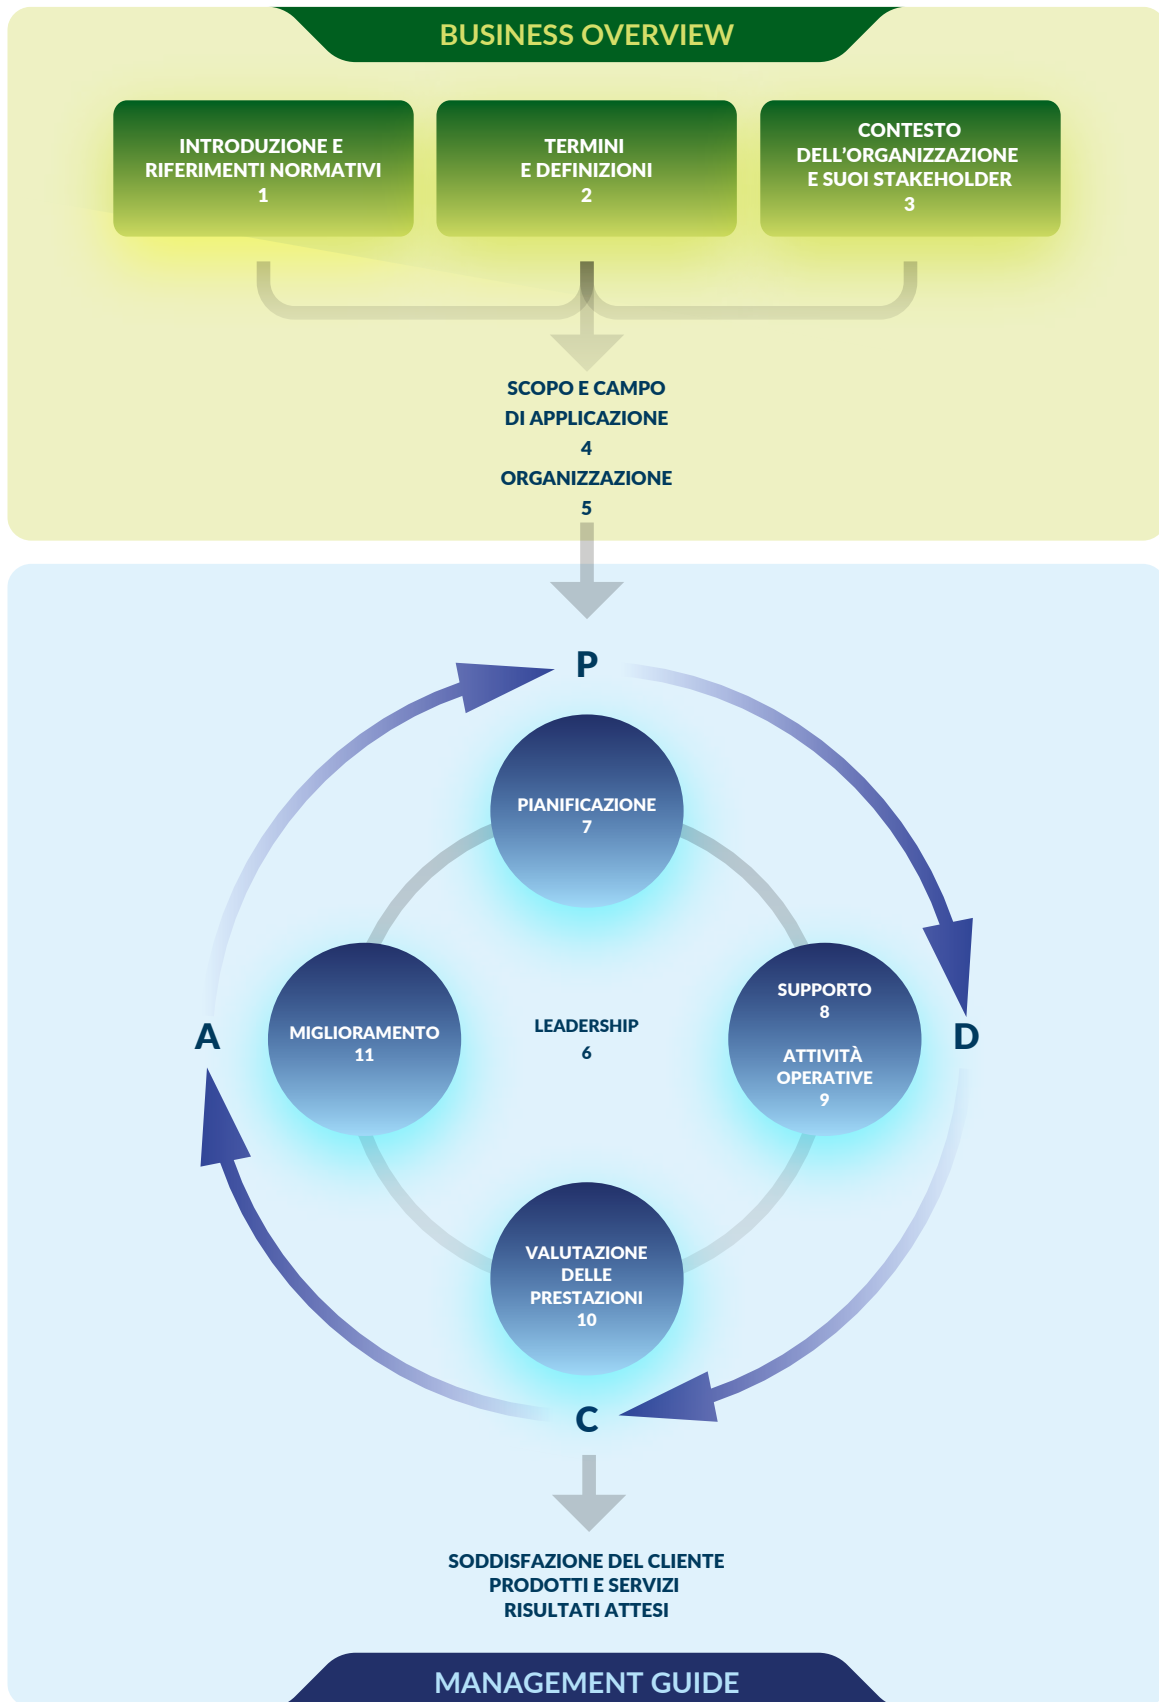 BUSINESS OVERVIEW
INTRODUZIONE E
RIFERIMENTI NORMATIVI
1
TERMINI
E DEFINIZIONI
2
CONTESTO
DELL'ORGANIZZAZIONE
E SUOI STAKEHOLDER
3
SCOPO E CAMPO
DI APPLICAZIONE
4
ORGANIZZAZIONE
5
P
PIANIFICAZIONE
7
A
MIGLIORAMENTO
11
LEADERSHIP
6
SUPPORTO
8
ATTIVITÀ
OPERATIVE
9
D
VALUTAZIONE
DELLE
PRESTAZIONI
10
C
SODDISFAZIONE DEL CLIENTE
PRODOTTI E SERVIZI
RISULTATI ATTESI
MANAGEMENT GUIDE